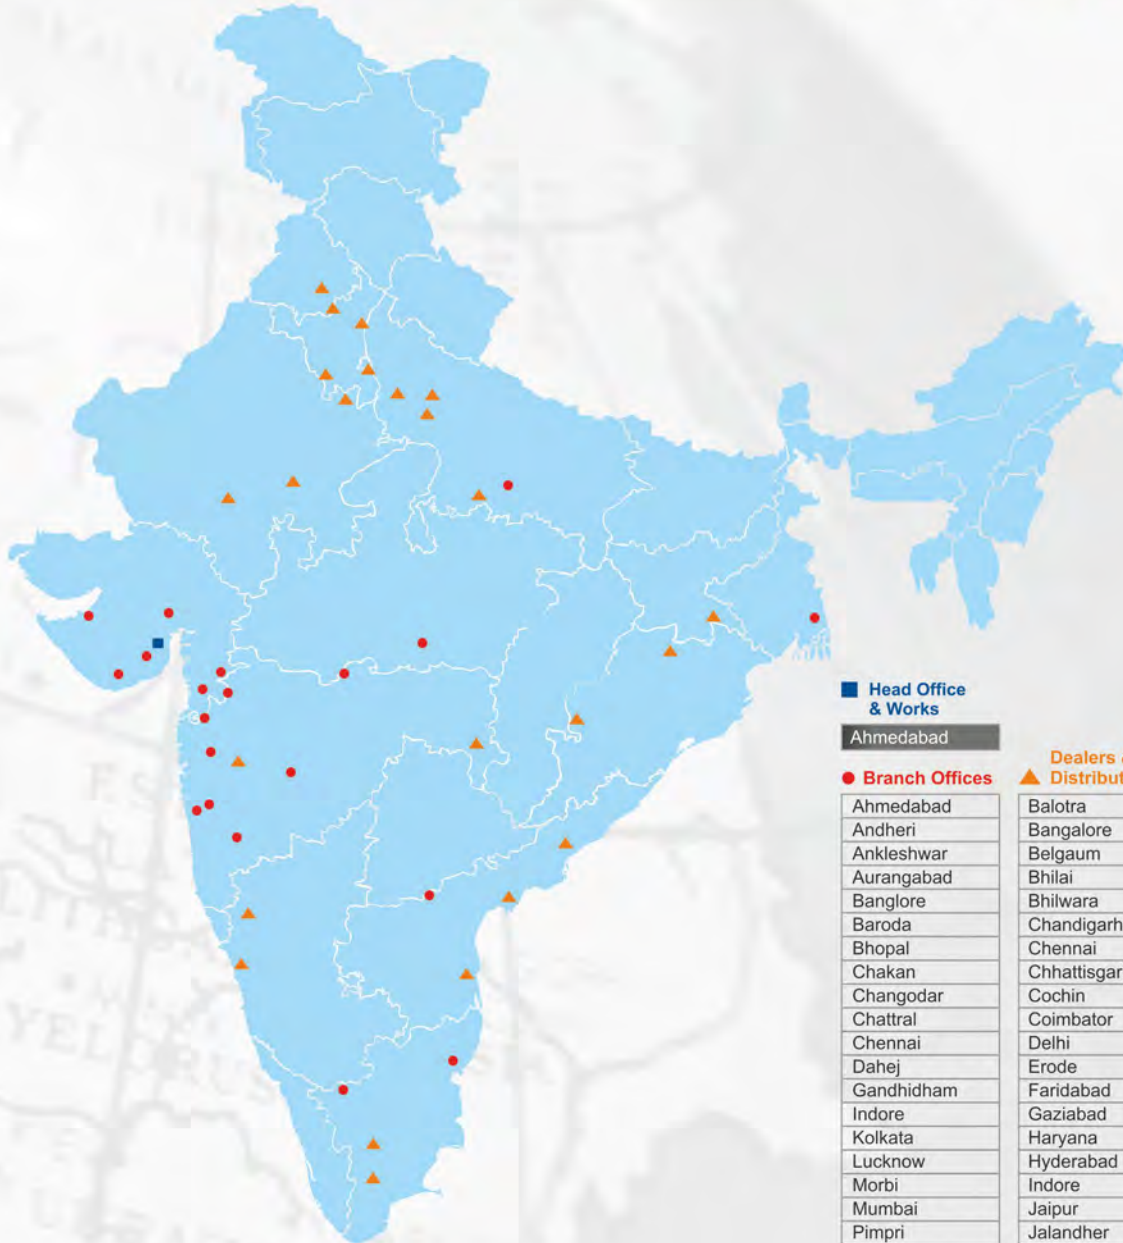 Head Office
& Works
Ahmedabad
Branch Offices
Ahmedabad
Andheri
Ankleshwar
Aurangabad
Banglore
Baroda
Bhopal
Chakan
Changodar
Chattral
Chennai
Dahej
Gandhidham
Indore
Kolkata
Lucknow
Morbi
Mumbai
Pimpri
Dealers
Balotra
Bangalore
Belgaum
Bhilai
Bhilwara
Chandigarh
Chennai
Cochin
Coimbator
Delhi
Erode
Faridabad
Gaziabad
Haryana
Hyderabad
Indore
Jaipur
Jalandher